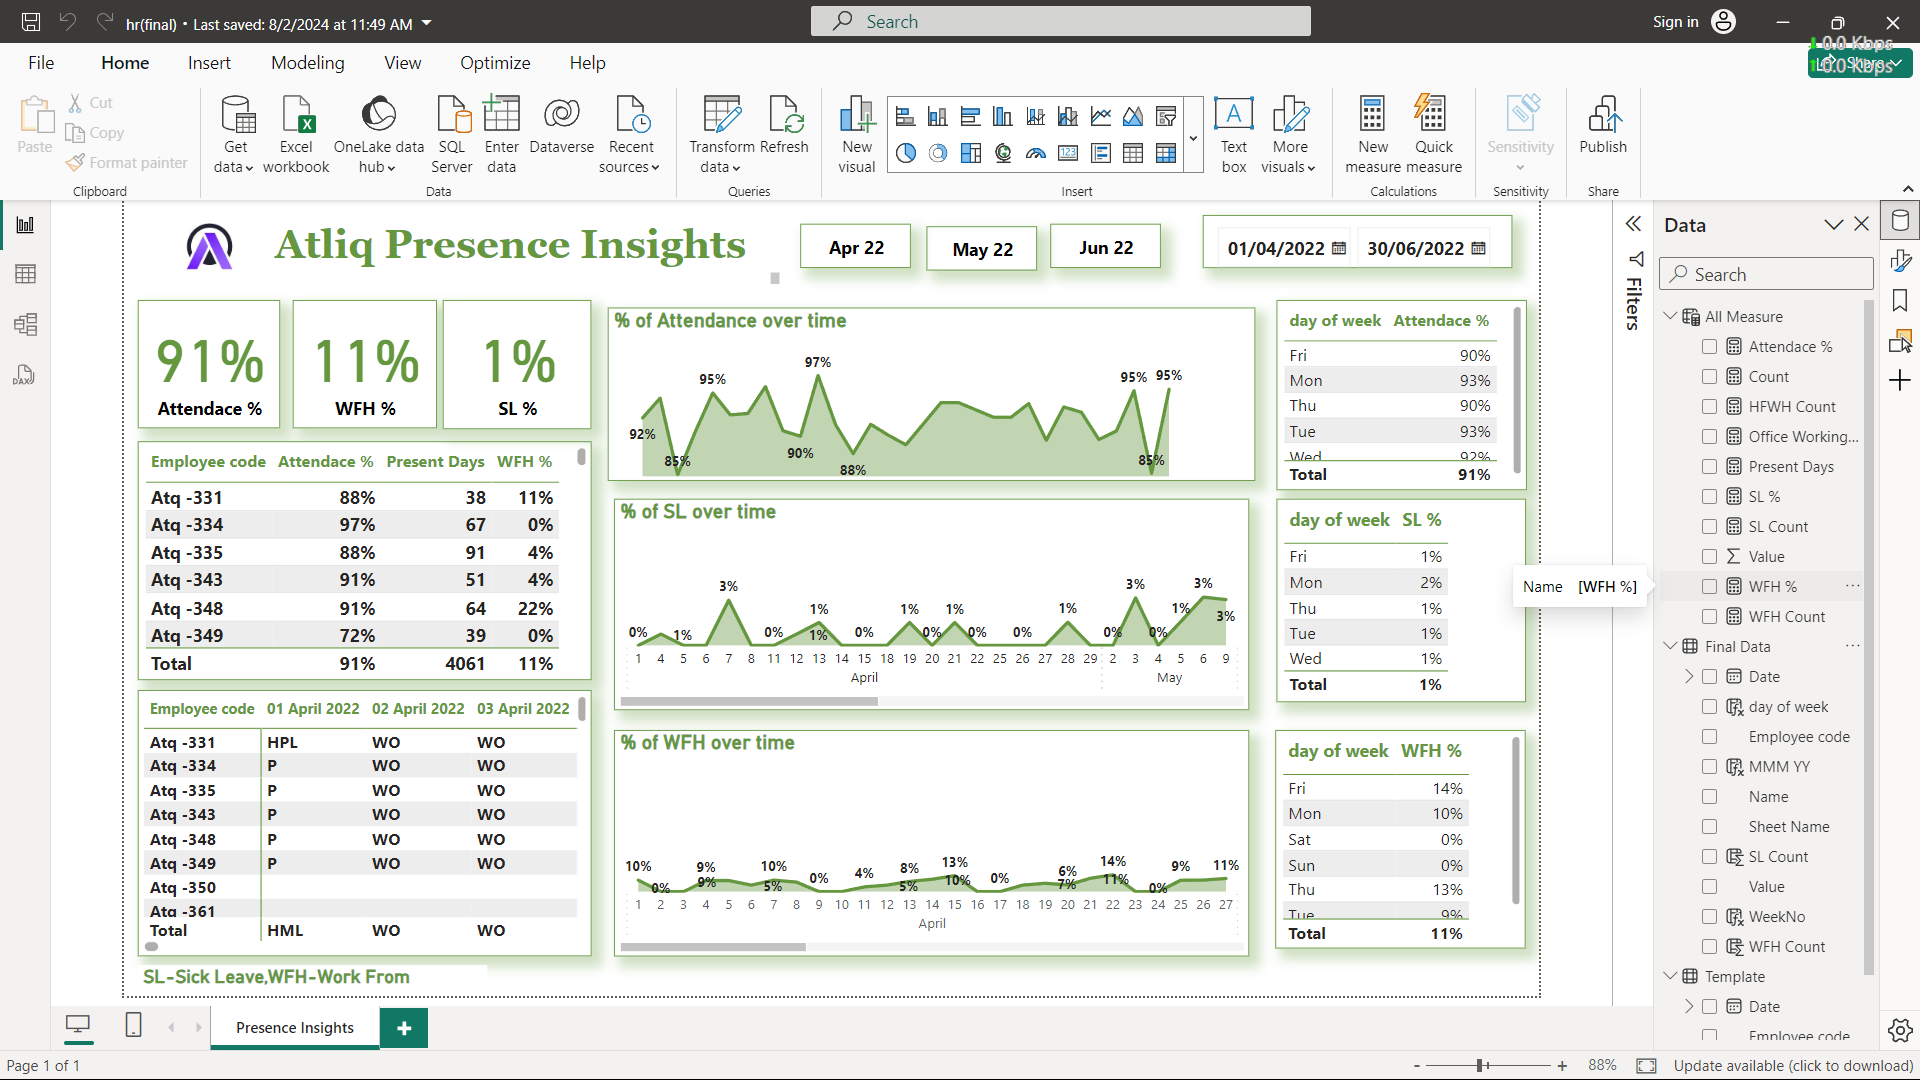 hr(final) • Last saved: 8/2/2024 at 11:49 AM
Search
Sign in
0.0 Kbps
0.0 Kbps
File Home Insert Modeling View Optimize Help
Paste
Cut
Copy
Format painter
Clipboard
Get data
Excel workbook
OneLake data hub
SQL Server
Enter data
Dataverse
Recent sources
Data
Transform data
Refresh
Queries
New visual
Text box
More visuals
Insert
New measure
Quick measure
Calculations
Sensitivity
Sensitivity
Publish
Share
Atliq Presence Insights
Apr 22
May 22
Jun 22
01/04/2022 30/06/2022
91%
Attendace %
11%
WFH %
1%
SL %
Employee code Attendace % Present Days WFH %
Atq -331 88% 38 11%
Atq -334 97% 67 0%
Atq -335 88% 91 4%
Atq -343 91% 51 4%
Atq -348 91% 64 22%
Atq -349 72% 39 0%
Total 91% 4061 11%
Employee code 01 April 2022 02 April 2022 03 April 2022
Atq -331 HPL WO WO
Atq -334 P WO WO
Atq -335 P WO WO
Atq -343 P WO WO
Atq -348 P WO WO
Atq -349 P WO WO
Atq -350
Atq -361
Total HML WO WO
SL-Sick Leave,WFH-Work From
% of Attendance over time
92% 85% 95% 90% 97% 88% 95% 85% 95%
% of SL over time
0% 1% 3% 0% 1% 1% 0% 1% 0% 1% 0% 0% 1% 0% 3% 0% 1% 3% 3%
1 4 5 6 7 8 11 12 13 14 15 18 19 20 21 22 25 26 27 28 29 2 3 4 5 6 9
April May
% of WFH over time
10% 0% 9% 9% 10% 5% 0% 4% 8% 5% 13% 10% 0% 6% 7% 14% 11% 0% 9% 11%
1 2 3 4 5 6 7 8 9 10 11 12 13 14 15 16 17 18 19 20 21 22 23 24 25 26 27
April
day of week Attendace %
Fri 90%
Mon 93%
Thu 90%
Tue 93%
Wed 92%
Total 91%
day of week SL %
Fri 1%
Mon 2%
Thu 1%
Tue 1%
Wed 1%
Total 1%
day of week WFH %
Fri 14%
Mon 10%
Sat 0%
Sun 0%
Thu 13%
Tue 9%
Total 11%
Name [WFH %]
Filters
Data
Search
All Measure
Attendace %
Count
HFWH Count
Office Working...
Present Days
SL %
SL Count
Value
WFH %
WFH Count
Final Data
Date
day of week
Employee code
MMM YY
Name
Sheet Name
SL Count
Value
WeekNo
WFH Count
Template
Date
Employee code
Presence Insights
Page 1 of 1
- + 88%
Update available (click to download)